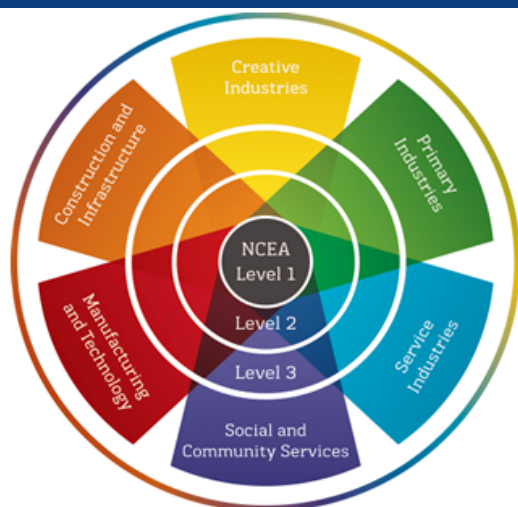 Creative
Industries
Primary
Industries
Service
Industries
Social and
Community Services
Manufacturing
and Technology
Construction and
Infrastructure
NCEA
Level 1
Level 2
Level 3